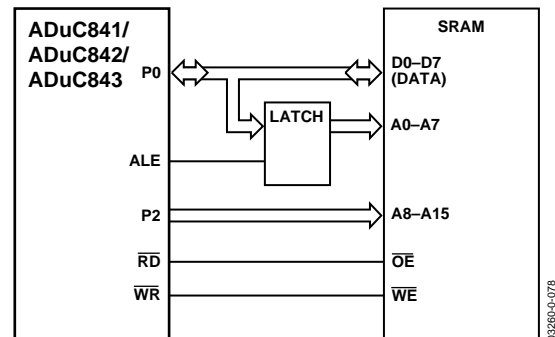 ADuC841/
ADuC842/
ADuC843
SRAM
P0
D0–D7
(DATA)
LATCH
A0–A7
ALE
P2
A8–A15
RD
OE
WR
WE
03260-0-078